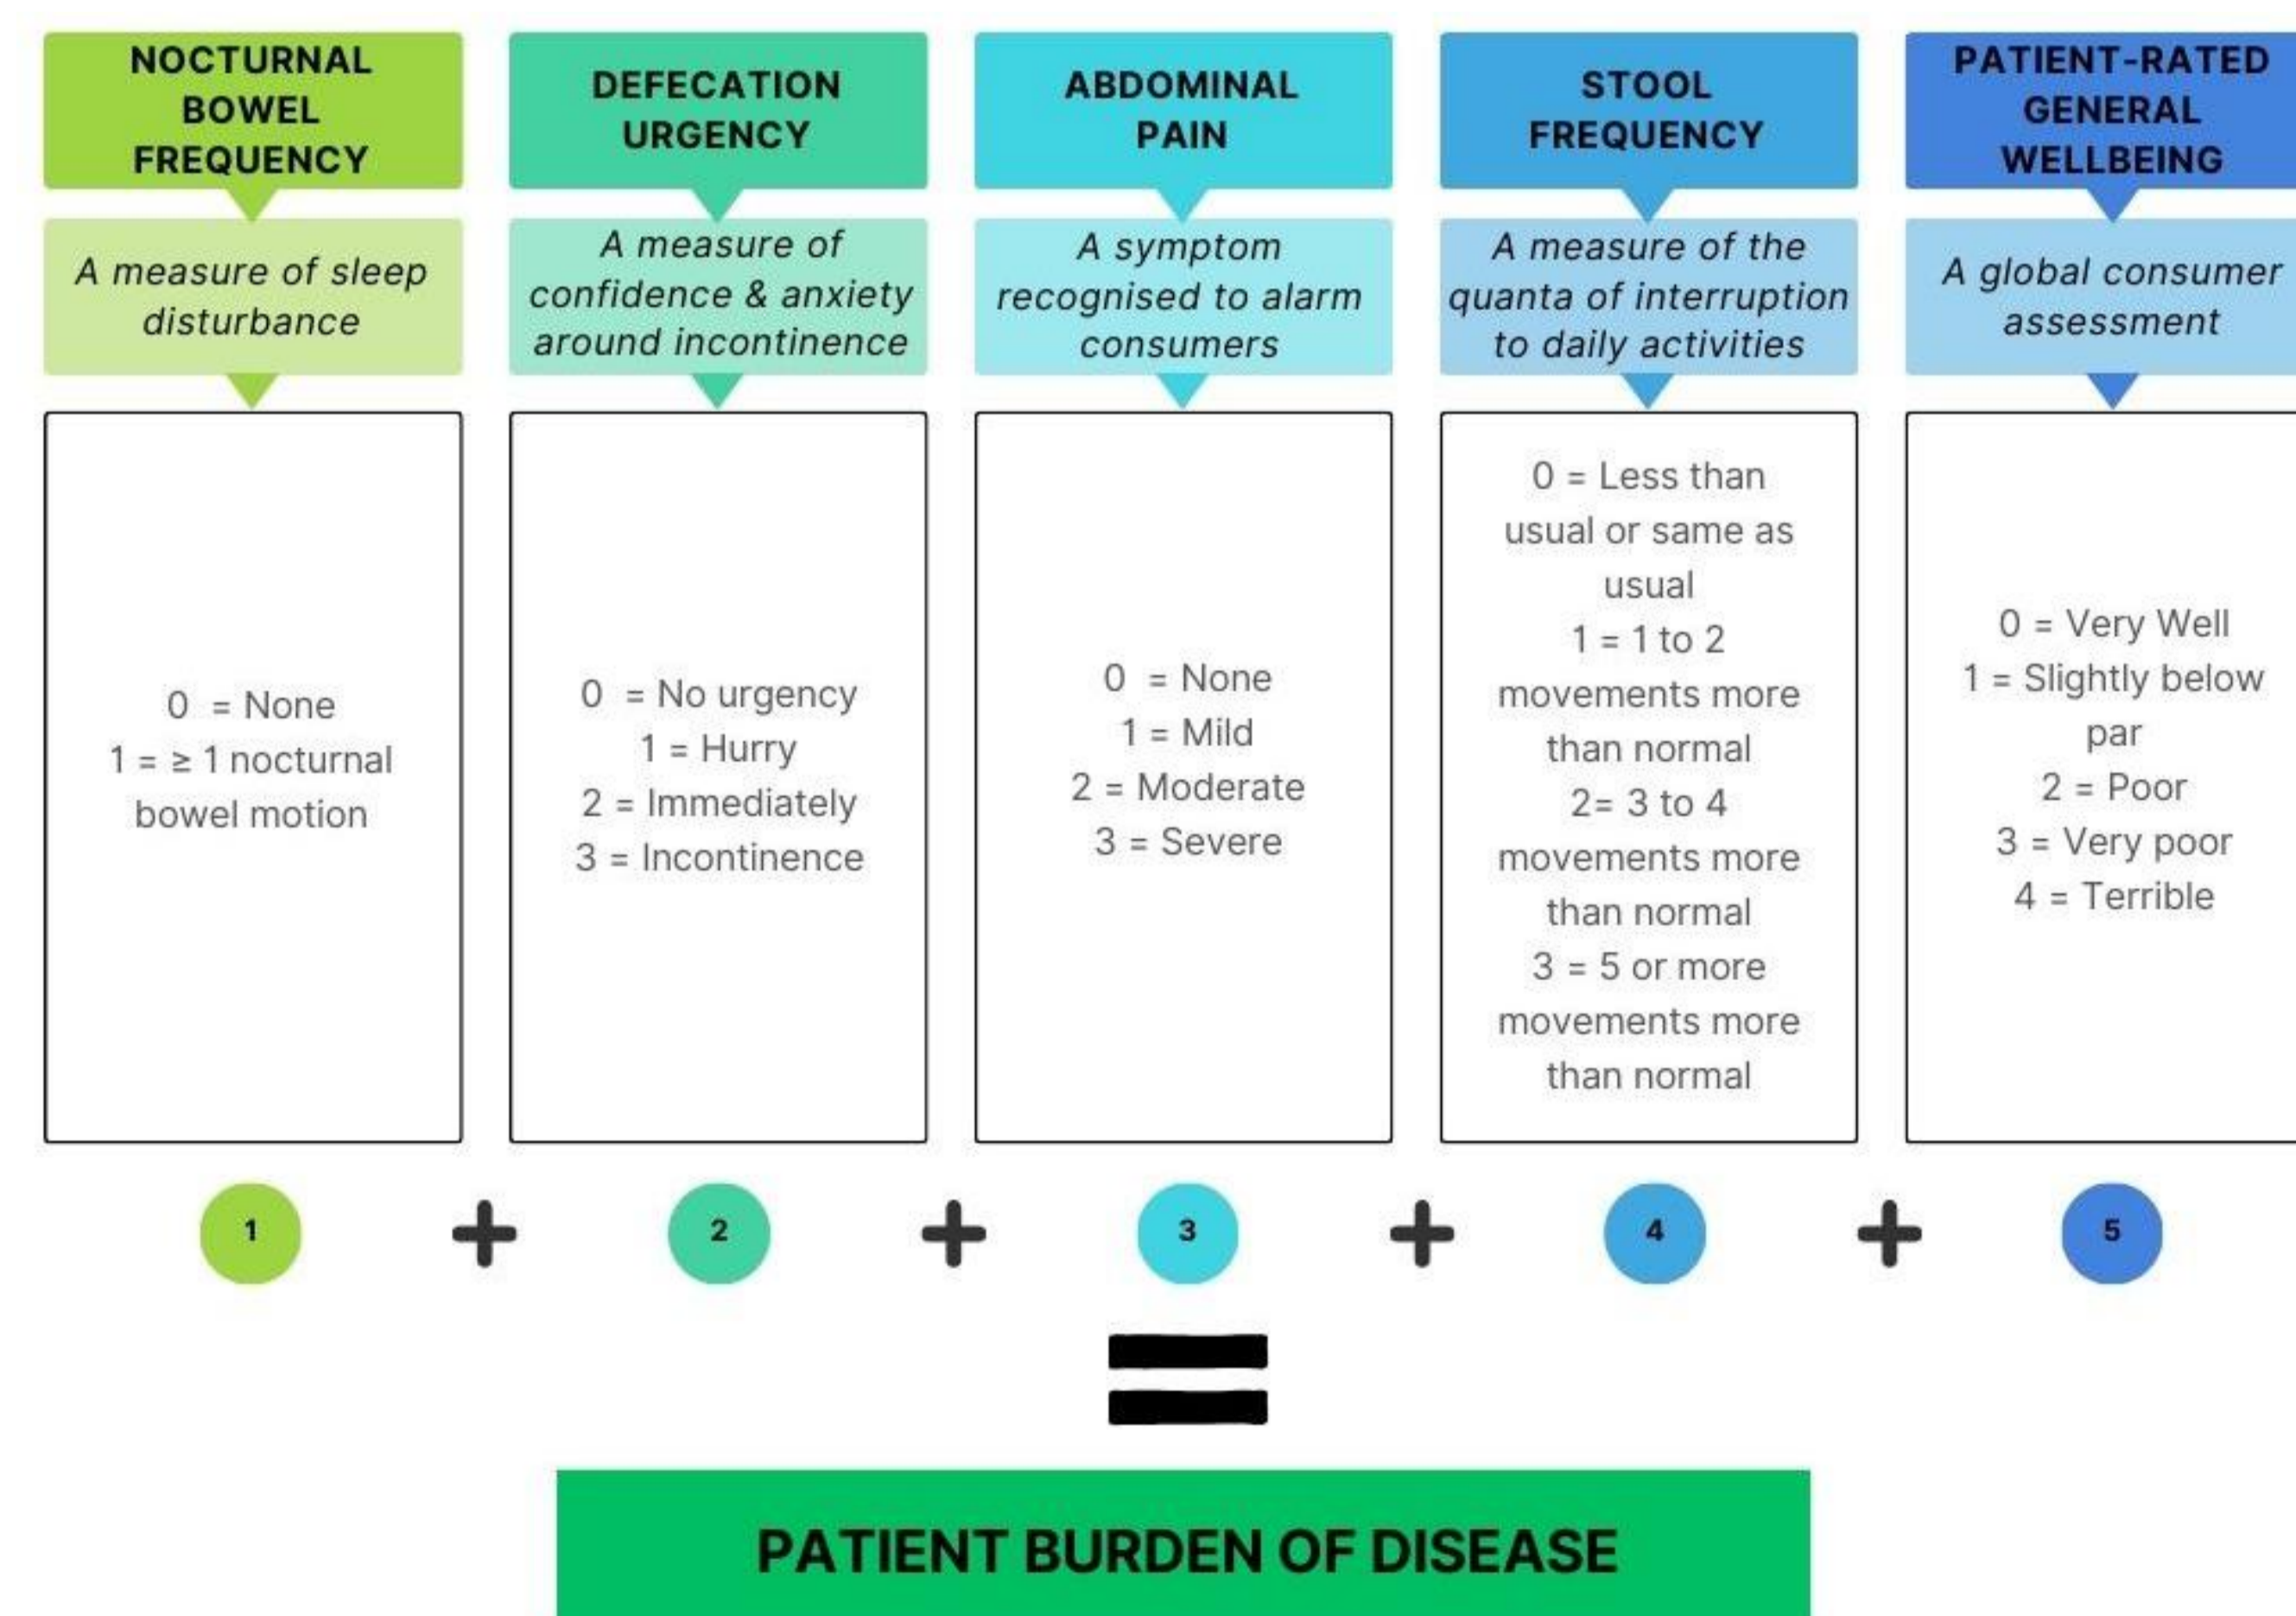 NOCTURNAL
BOWEL
FREQUENCY
A measure of sleep
disturbance
0 = None
1 = ≥ 1 nocturnal
bowel motion
DEFECATION
URGENCY
A measure of
confidence & anxiety
around incontinence
0 = No urgency
1 = Hurry
2 = Immediately
3 = Incontinence
ABDOMINAL
PAIN
A symptom
recognised to alarm
consumers
0 = None
1 = Mild
2 = Moderate
3 = Severe
STOOL
FREQUENCY
A measure of the
quanta of interruption
to daily activities
0 = Less than
usual or same as
usual
1 = 1 to 2
movements more
than normal
2= 3 to 4
movements more
than normal
3 = 5 or more
movements more
than normal
PATIENT-RATED
GENERAL
WELLBEING
A global consumer
assessment
0 = Very Well
1 = Slightly below
par
2 = Poor
3 = Very poor
4 = Terrible
1 + 2 + 3 + 4 + 5
=
PATIENT BURDEN OF DISEASE